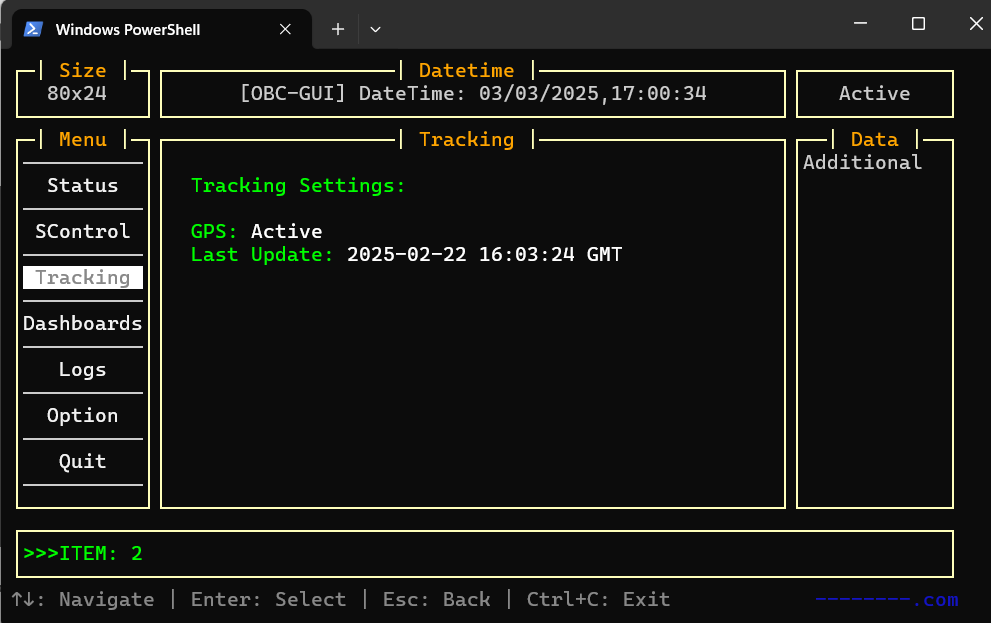 Windows PowerShell
Size
80x24
Datetime
[OBC-GUI] DateTime: 03/03/2025,17:00:34
Active
Menu
Status
SControl
Tracking
Dashboards
Logs
Option
Quit
Tracking
Tracking Settings:
GPS: Active
Last Update: 2025-02-22 16:03:24 GMT
Data
Additional
>>>ITEM: 2
↑↓: Navigate | Enter: Select | Esc: Back | Ctrl+C: Exit
--------.com